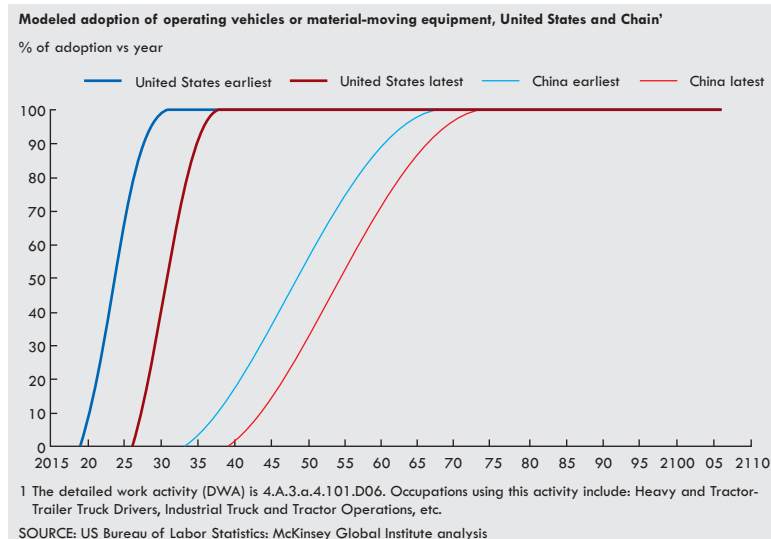 Modeled adoption of operating vehicles or material-moving equipment, United States and Chain’
% of adoption vs year
United States earliest United States latest China earliest China latest
100
90
80
70
60
50
40
30
20
10
0
2015 20 25 30 35 40 45 50 55 60 65 70 75 80 85 90 95 2100 05 2110
1 The detailed work activity (DWA) is 4.A.3.a.4.101.D06. Occupations using this activity include: Heavy and Tractor-
Trailer Truck Drivers, Industrial Truck and Tractor Operations, etc.
SOURCE: US Bureau of Labor Statistics: McKinsey Global Institute analysis